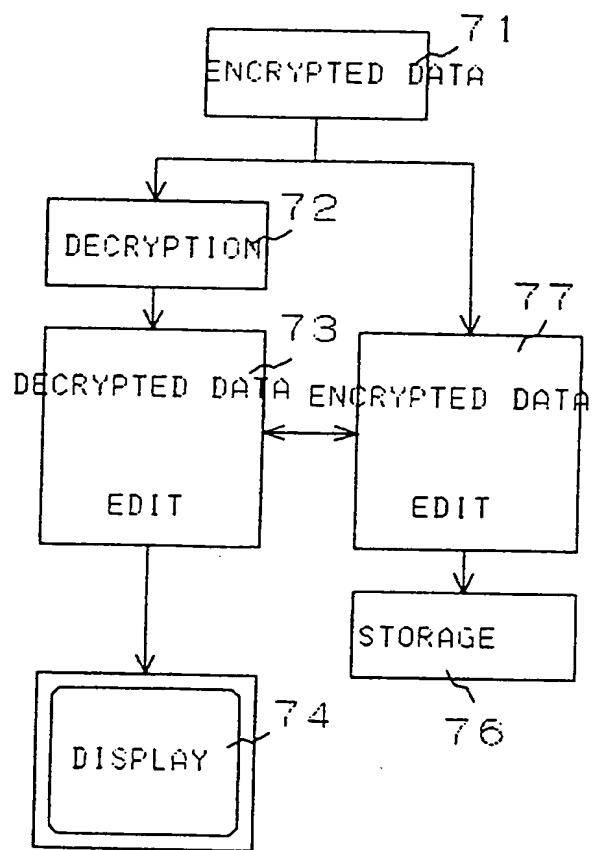 71
ENCRYPTED DATA
72
DECRYPTION
77
73
DECRYPTED DATA
ENCRYPTED DATA
EDIT
EDIT
STORAGE
76
74
DISPLAY